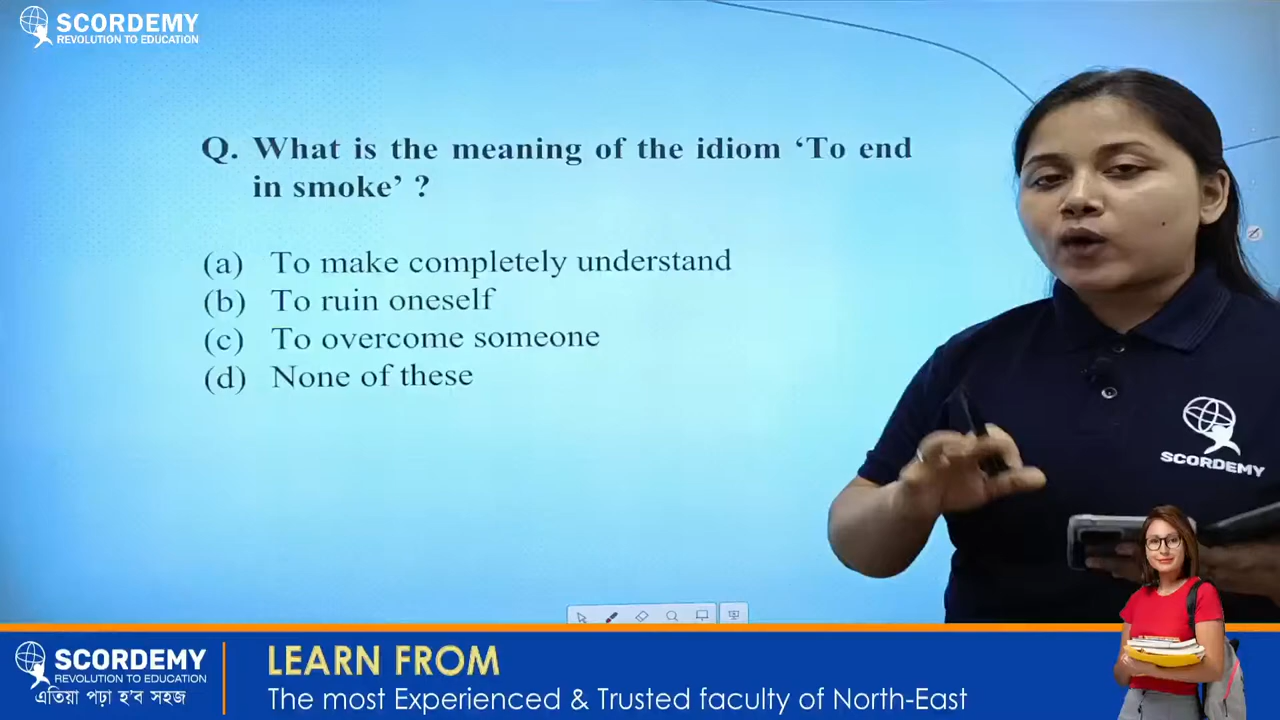 SCORDEMY
REVOLUTION TO EDUCATION
Q. What is the meaning of the idiom ‘To end
in smoke’ ?
(a) To make completely understand
(b) To ruin oneself
(c) To overcome someone
(d) None of these
SCORDEMY
SCORDEMY
REVOLUTION TO EDUCATION
এতিয়া পঢ়া হ'ব সহজ
LEARN FROM
The most Experienced & Trusted faculty of North-East